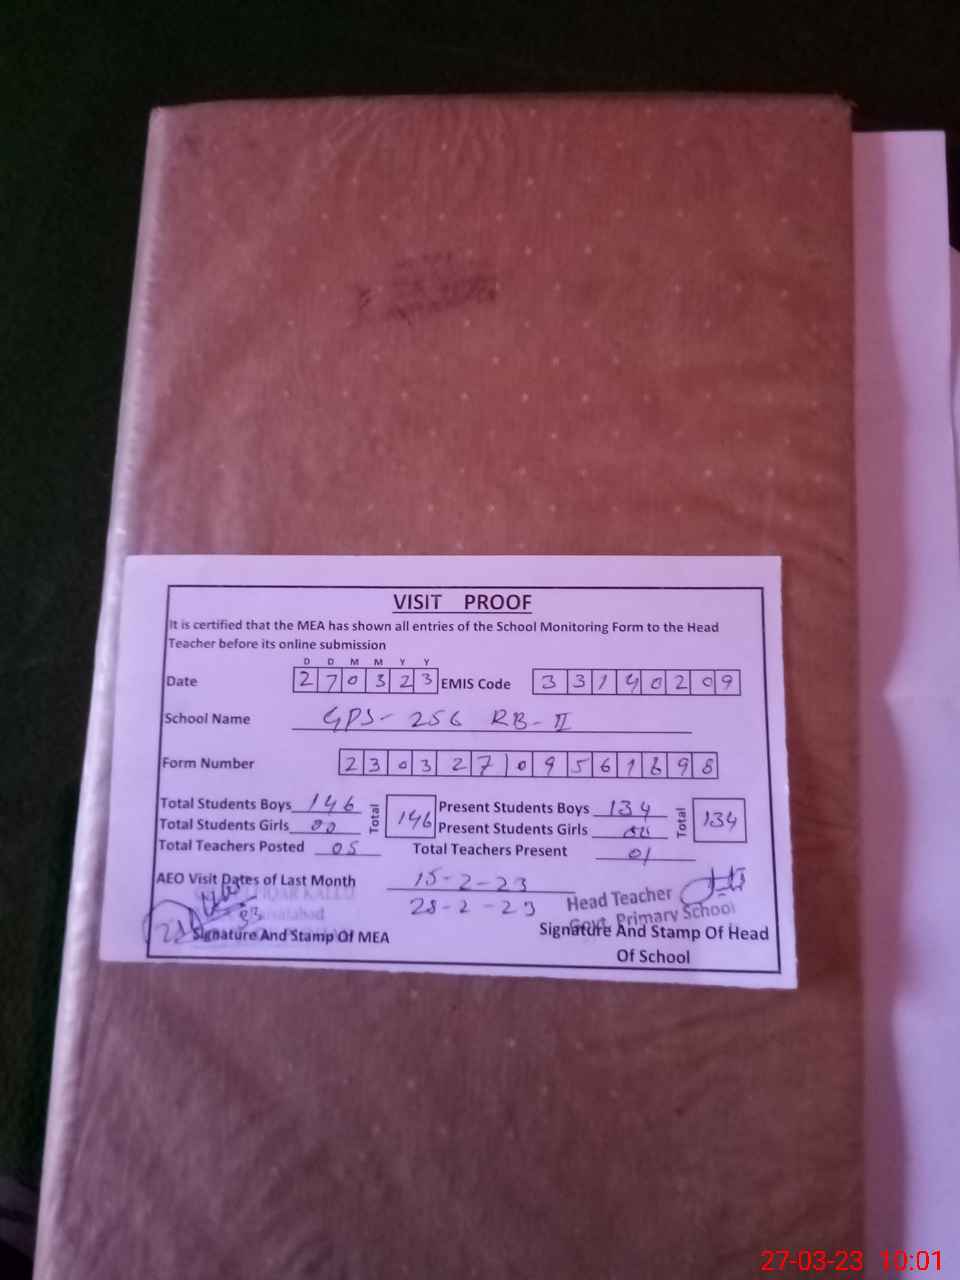 VISIT PROOF
It is certified that the MEA has shown all entries of the School Monitoring Form to the Head
Teacher before its online submission
D D M M Y Y
Date 2 7 0 3 2 3 EMIS Code 3 3 1 4 0 2 0 9
School Name GPS- 256 RB-II
Form Number 2 3 0 3 2 7 0 9 5 6 1 8 9 8
Total Students Boys 146 Total 146 Present Students Boys 134 Total 134
Total Students Girls 00 Present Students Girls 00
Total Teachers Posted 05 Total Teachers Present 01
AEO Visit Dates of Last Month 15-2-23
28-2-23
Head Teacher
Govt. Primary School
Signature And Stamp Of MEA Signature And Stamp Of Head
Of School
27-03-23 10:01